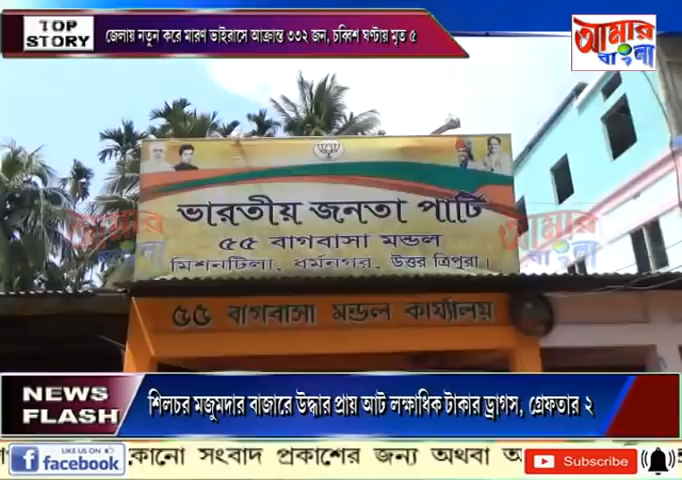 TOP STORY
জেলায় নতুন করে মারণ ভাইরাসে আক্রান্ত ৩৩২ জন, চব্বিশ ঘণ্টায় মৃত ৫
আমার বাংলা
ভারতীয় জনতা পার্টি
৫৫ বাগবাসা মন্ডল
মিশনটিলা, ধর্মনগর, উত্তর ত্রিপুরা।
৫৫ বাগবাসা মন্ডল কার্য্যালয়
NEWS FLASH
শিলচর মজুমদার বাজারে উদ্ধার প্রায় আট লক্ষাধিক টাকার ড্রাগস, গ্রেফতার ২
LIKE US ON
facebook
কোনো সংবাদ প্রকাশের জন্য অথবা
Subscribe